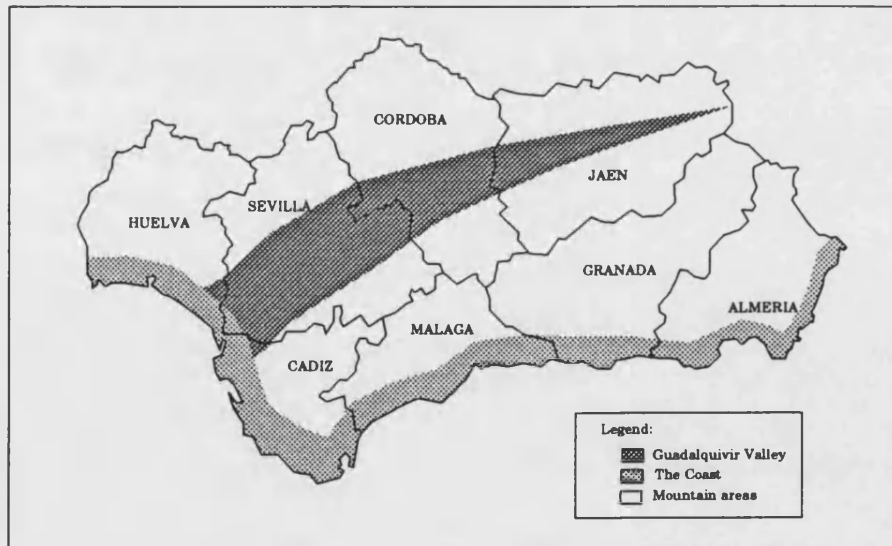 CORDOBA
JAEN
SEVILLA
HUELVA
GRANADA
ALMERIA
MALAGA
CADIZ
Legend:
Guadalquivir Valley
The Coast
Mountain areas